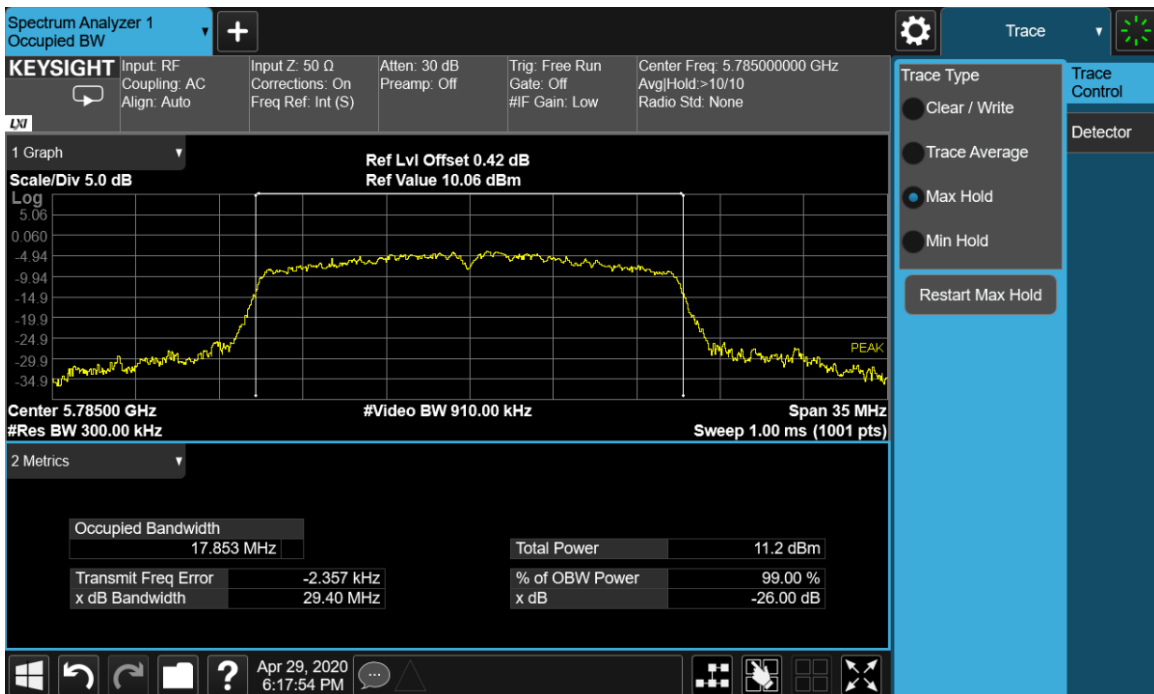 Spectrum Analyzer 1
Occupied BW
+
Trace
KEYSIGHT
Input: RF
Coupling: AC
Align: Auto
Input Z: 50 Ω
Corrections: On
Freq Ref: Int (S)
Atten: 30 dB
Preamp: Off
Trig: Free Run
Gate: Off
#IF Gain: Low
Center Freq: 5.785000000 GHz
Avg|Hold:>10/10
Radio Std: None
LXI
Trace Type
Clear / Write
Trace Average
Max Hold
Min Hold
Restart Max Hold
Trace
Control
Detector
1 Graph
Scale/Div 5.0 dB
Ref Lvl Offset 0.42 dB
Ref Value 10.06 dBm
Log
5.06
0.060
-4.94
-9.94
-14.9
-19.9
-24.9
-29.9
-34.9
PEAK
Center 5.78500 GHz
#Video BW 910.00 kHz
Span 35 MHz
#Res BW 300.00 kHz
Sweep 1.00 ms (1001 pts)
2 Metrics
Occupied Bandwidth
17.853 MHz
Total Power 11.2 dBm
Transmit Freq Error -2.357 kHz
% of OBW Power 99.00 %
x dB Bandwidth 29.40 MHz
x dB -26.00 dB
?
Apr 29, 2020
6:17:54 PM